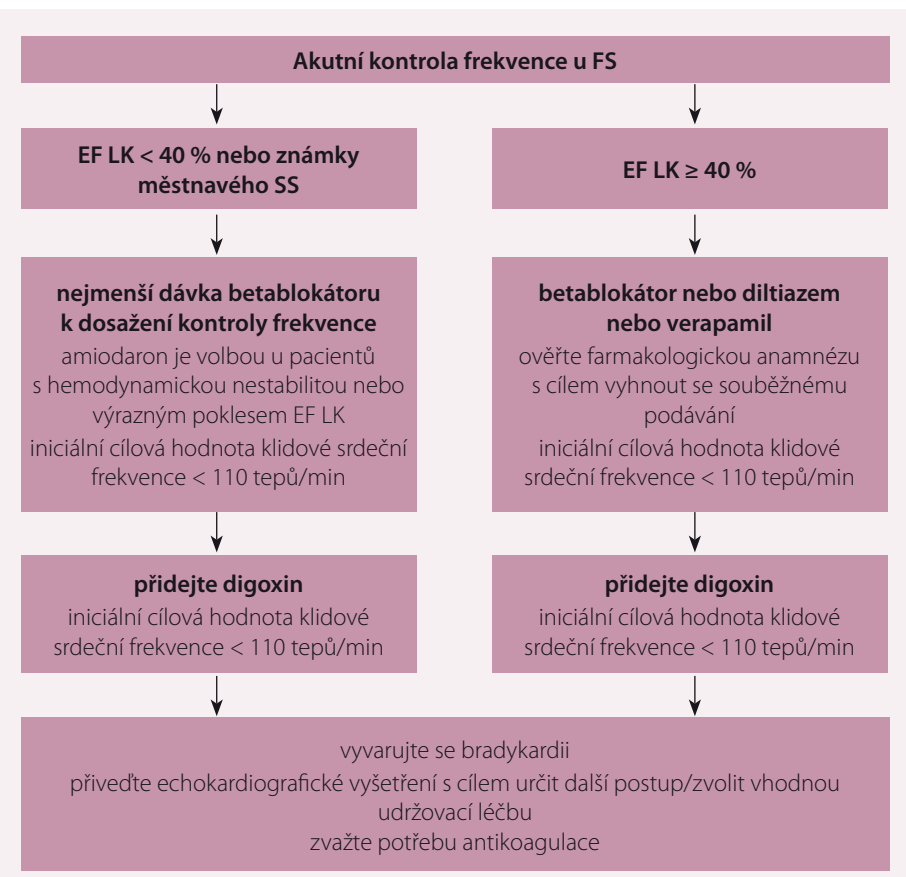 Akutní kontrola frekvence u FS
EF LK < 40 % nebo známky
městnavého SS
EF LK ≥ 40 %
nejmenší dávka betablokátoru
k dosažení kontroly frekvence
amiodaron je volbou u pacientů
s hemodynamickou nestabilitou nebo
výrazným poklesem EF LK
iniciální cílová hodnota klidové srdeční
frekvence < 110 tepů/min
betablokátor nebo diltiazem
nebo verapamil
ověřte farmakologickou anamnézu
s cílem vyhnout se souběžnému
podávání
iniciální cílová hodnota klidové
srdeční frekvence < 110 tepů/min
přidejte digoxin
iniciální cílová hodnota klidové
srdeční frekvence < 110 tepů/min
přidejte digoxin
iniciální cílová hodnota klidové
srdeční frekvence < 110 tepů/min
vyvarujte se bradykardii
přiveďte echokardiografické vyšetření s cílem určit další postup/zvolit vhodnou
udržovací léčbu
zvažte potřebu antikoagulace